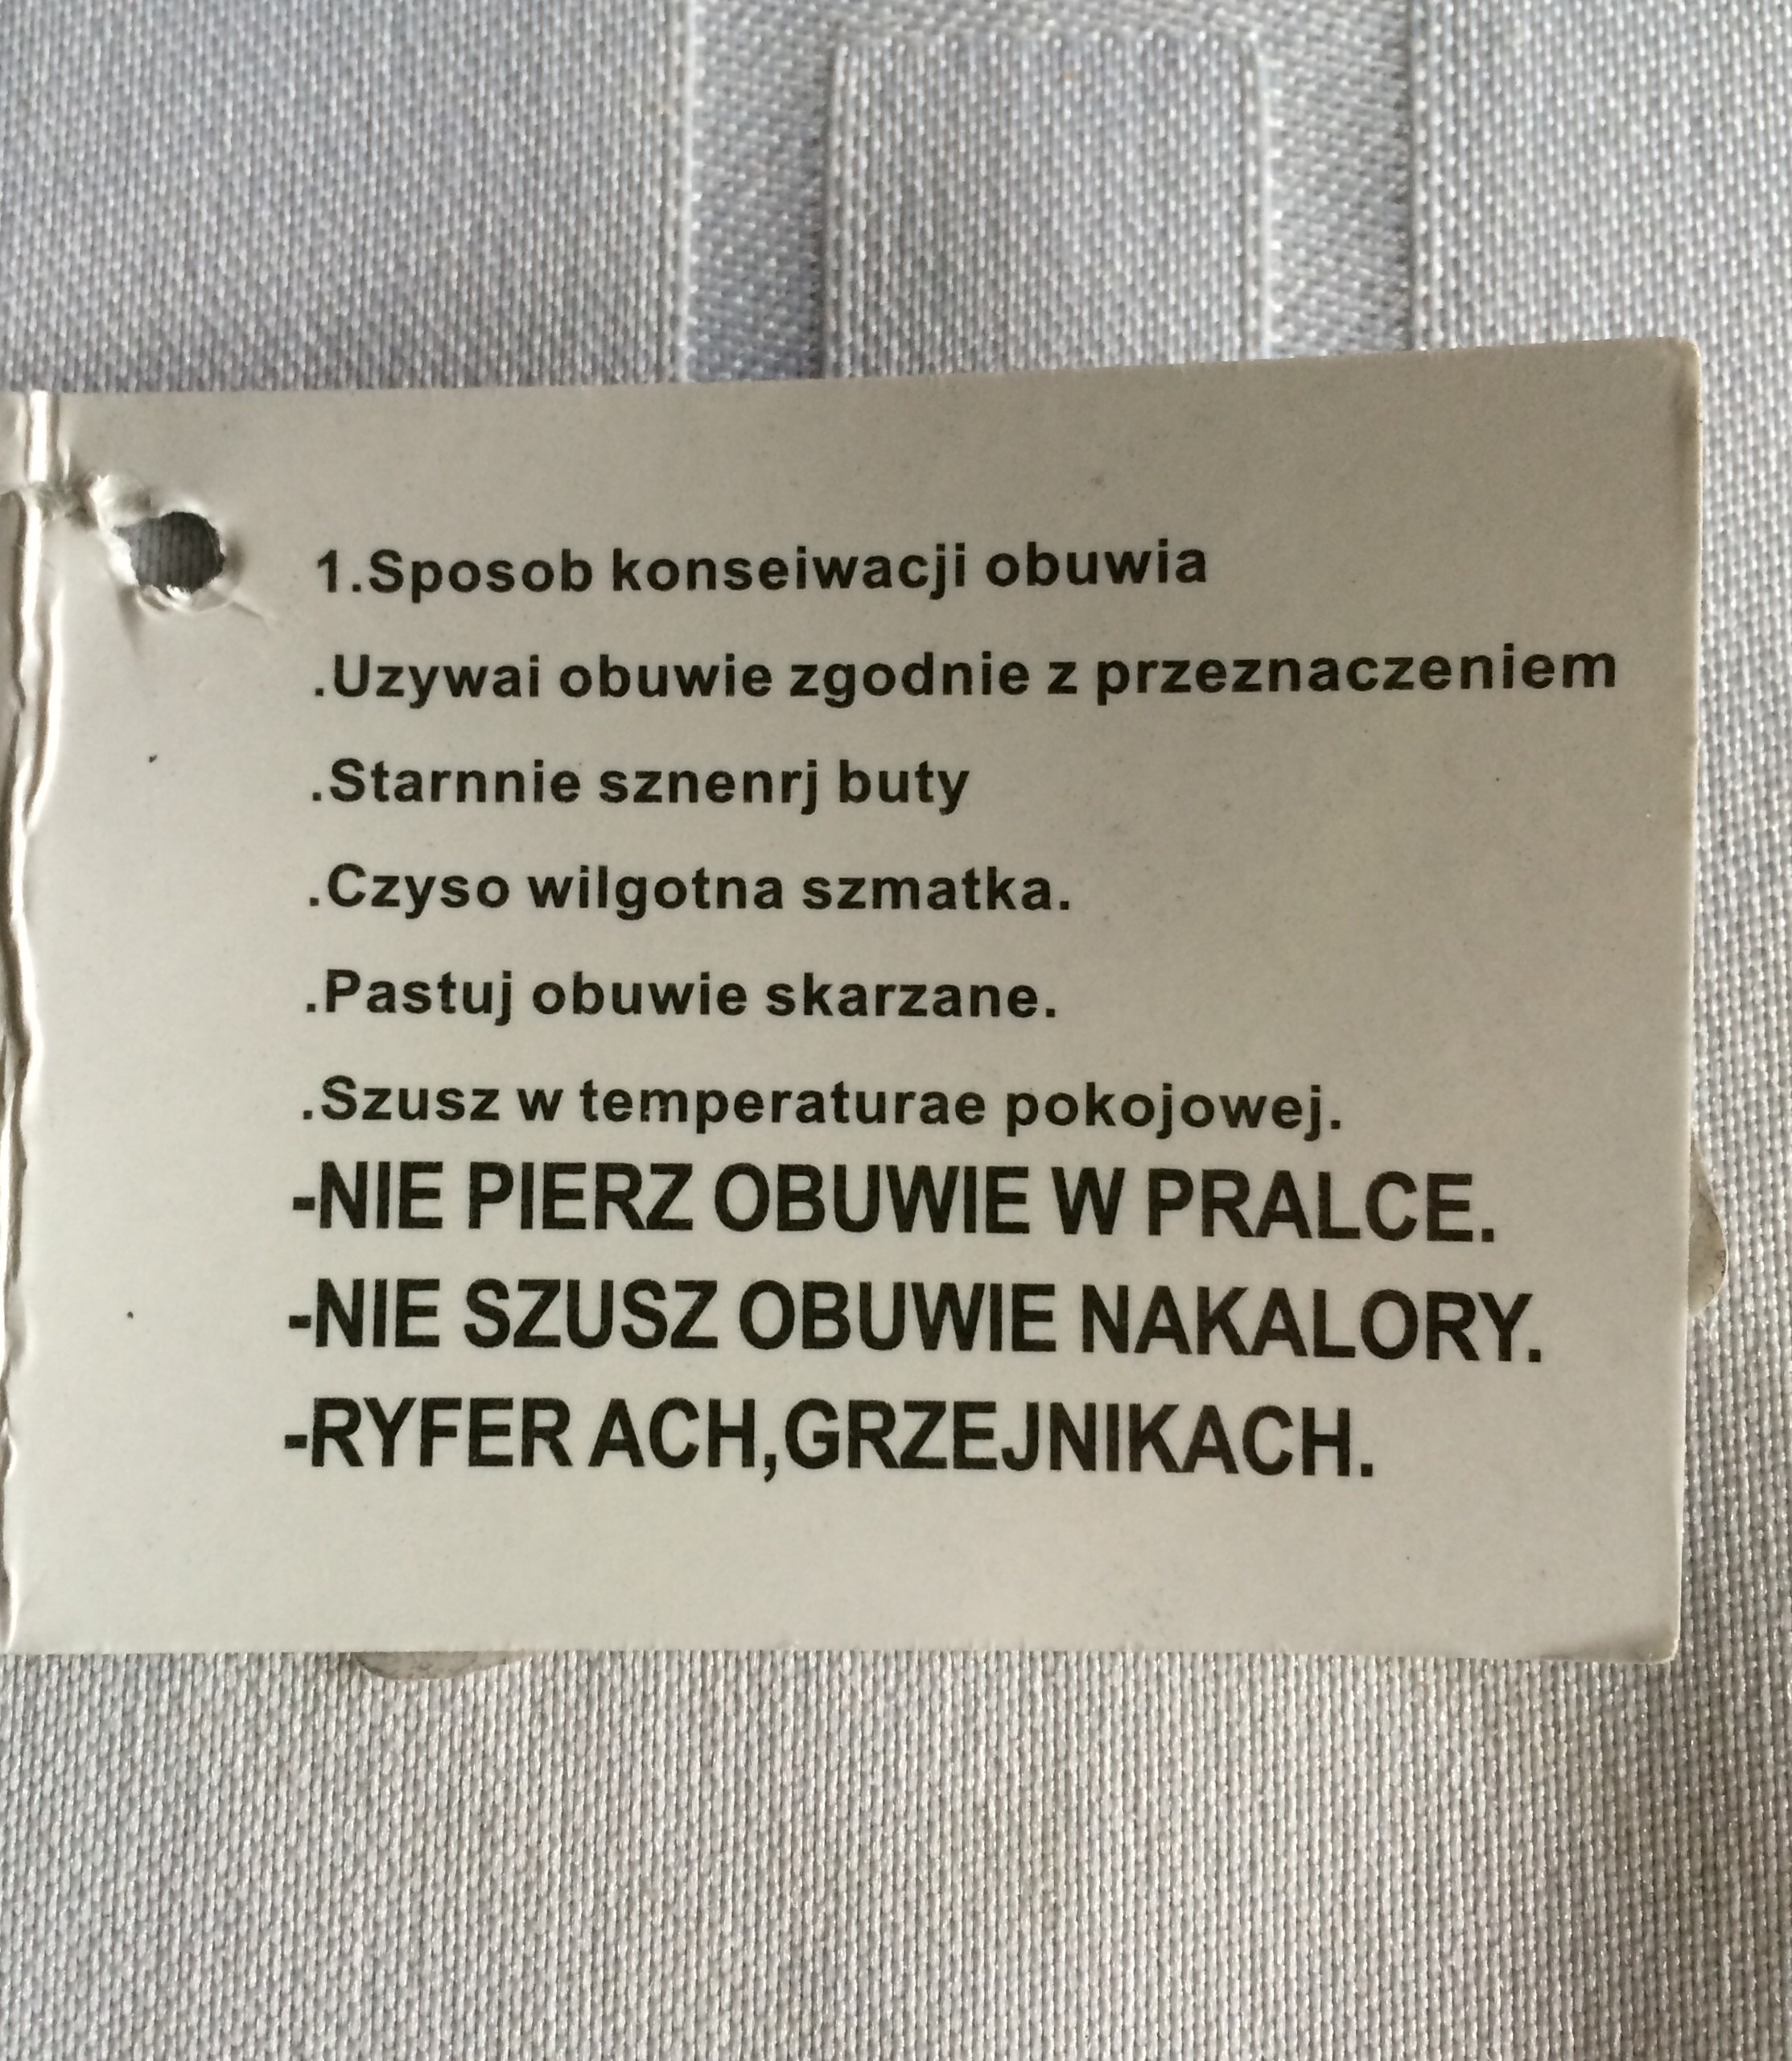 1.Sposob konseiwacji obuwia
.Uzywai obuwie zgodnie z przeznaczeniem
.Starnnie sznenrj buty
.Czyso wilgotna szmatka.
.Pastuj obuwie skarzane.
.Szusz w temperaturae pokojowej.
-NIE PIERZ OBUWIE W PRALCE.
-NIE SZUSZ OBUWIE NAKALORY.
-RYFER ACH,GRZEJNIKACH.